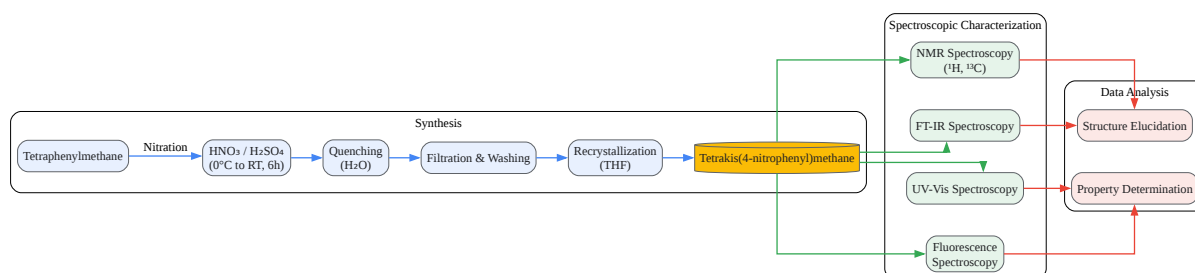 Synthesis
Tetraphenylmethane
Nitration
HNO₃ / H₂SO₄
(0°C to RT, 6h)
Quenching
(H₂O)
Filtration & Washing
Recrystallization
(THF)
Tetrakis(4-nitrophenyl)methane
Spectroscopic Characterization
NMR Spectroscopy
(¹H, ¹³C)
FT-IR Spectroscopy
UV-Vis Spectroscopy
Fluorescence
Spectroscopy
Data Analysis
Structure Elucidation
Property Determination